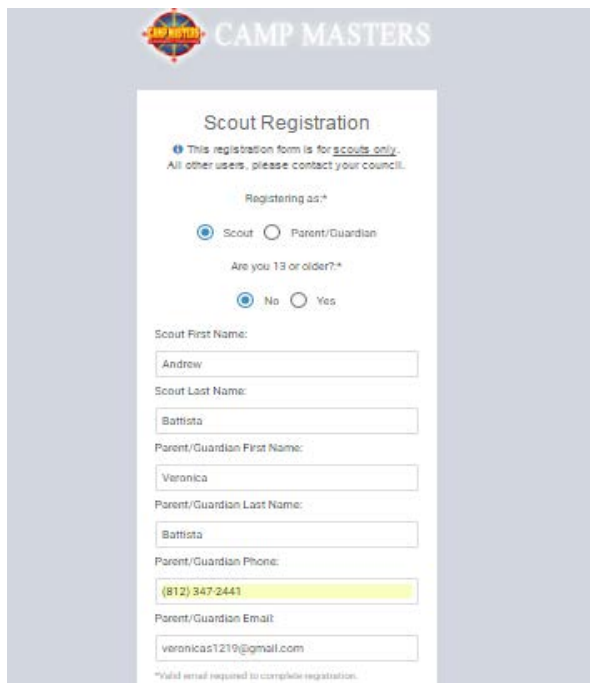 CAMP MASTERS
CAMP MASTERS
Scout Registration
This registration form is for scouts only.
All other users, please contact your council.
Registering as:*
Scout Parent/Guardian
Are you 13 or older?:*
No Yes
Scout First Name:
Andrew
Scout Last Name:
Battista
Parent/Guardian First Name:
Veronica
Parent/Guardian Last Name:
Battista
Parent/Guardian Phone:
(812) 347-2441
Parent/Guardian Email:
veronicas1219@gmail.com
*Valid email required to complete registration.